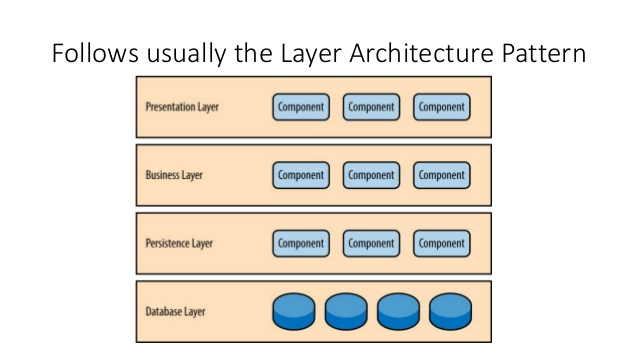 Follows usually the Layer Architecture Pattern
Presentation Layer Component Component Component
Business Layer Component Component Component
Persistence Layer Component Component Component
Database Layer